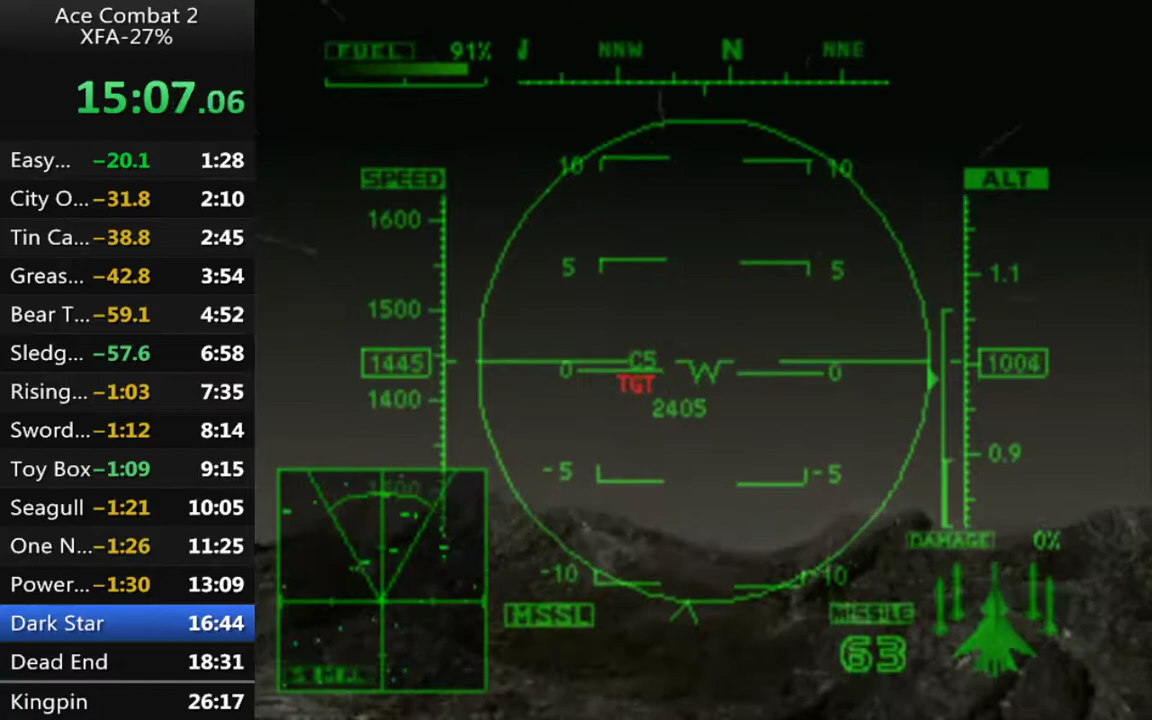 Ace Combat 2
XFA-27%
15:07.06
Easy... −20.1 1:28
City O... −31.8 2:10
Tin Ca... −38.8 2:45
Greas... −42.8 3:54
Bear T... −59.1 4:52
Sledg... −57.6 6:58
Rising... −1:03 7:35
Sword... −1:12 8:14
Toy Box −1:09 9:15
Seagull −1:21 10:05
One N... −1:26 11:25
Power... −1:30 13:09
Dark Star 16:44
Dead End 18:31
Kingpin 26:17
FUEL 91%
NNW N NNE
SPEED
1600
1500
1445
1400
10 10
5 5
0 0
C5
TGT
2405
-5 -5
-10 -10
ALT
1.1
1004
0.9
DAMAGE 0%
MSSL
MISSILE
63